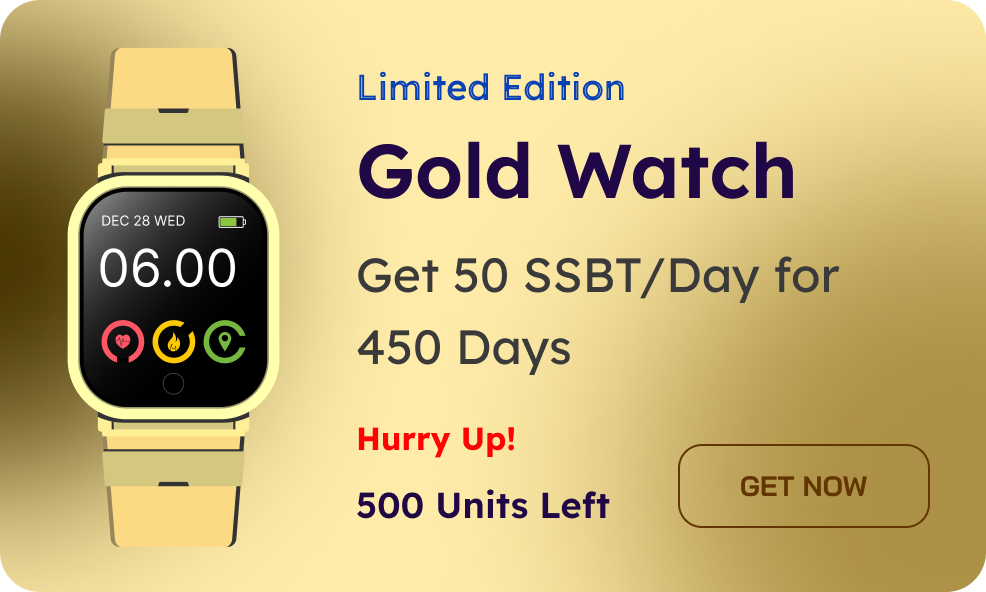 DEC 28 WED
06.00
Limited Edition
Gold Watch
Get 50 SSBT/Day for
450 Days
Hurry Up!
500 Units Left
GET NOW